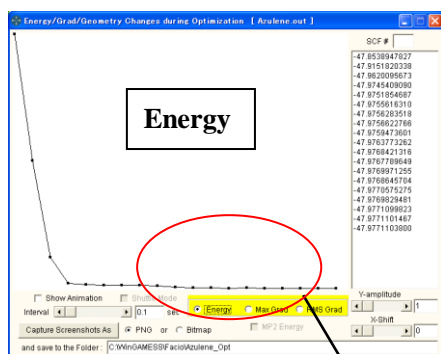 Energy/Grad/Geometry Changes during Optimization [ Azulene.out ]
SCF #
-47.8538947827
-47.9151820338
-47.9620095673
-47.9745409090
-47.9751854687
-47.9755616310
-47.9756283518
-47.9756622766
-47.9759473601
-47.9763773262
-47.9768421316
-47.9767709649
-47.9769971255
-47.9768645704
-47.9770575275
-47.9769829481
-47.9771099823
-47.9771101467
-47.9771103800
Energy
Show Animation
Shuttle Mode
Interval
0.1
sec
Energy
Max Grad
RMS Grad
Y-amplitude
1
X-Shift
0
Capture Screenshots As
PNG or Bitmap
MP2 Energy
and save to the Folder : C:\WinGAMESS\Facio\Azulene_Opt